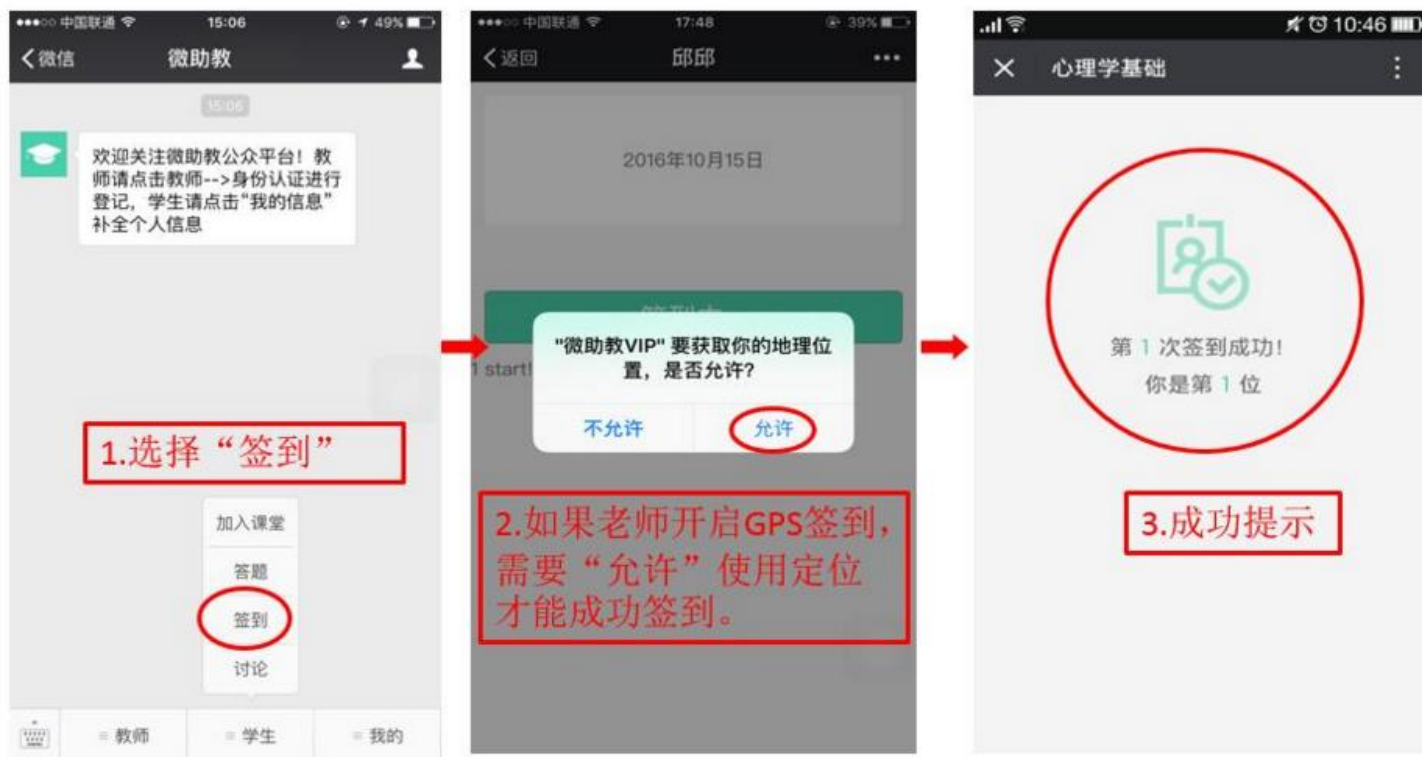 中国联通
15:06
49%
微信
微助教
15:06
欢迎关注微助教公众平台！教
师请点击教师-->身份认证进行
登记，学生请点击“我的信息”
补全个人信息
1.选择“签到”
加入课堂
答题
签到
讨论
教师
学生
我的
中国联通
17:48
39%
返回
邱邱
2016年10月15日
"微助教VIP" 要获取你的地理位
置，是否允许？
start!
不允许
允许
2.如果老师开启GPS签到，
需要“允许”使用定位
才能成功签到。
10:46
心理学基础
第 1 次签到成功!
你是第 1 位
3.成功提示